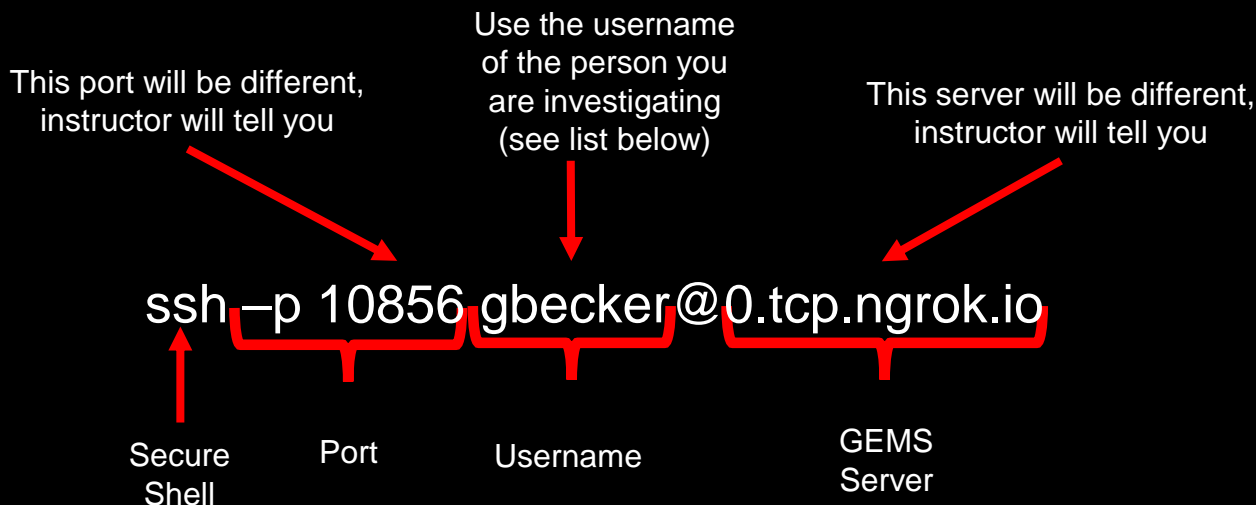 This port will be different,
instructor will tell you
Use the username
of the person you
are investigating
(see list below)
This server will be different,
instructor will tell you
ssh –p 10856 gbecker@0.tcp.ngrok.io
Secure
Shell
Port
Username
GEMS
Server